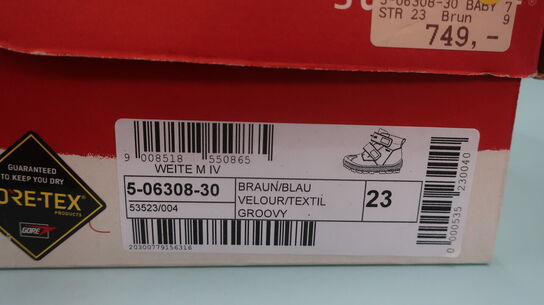 5-06308-30 BABY 7
STR 23 Brun 9
749,-
9 008518 550865
WEITE M IV
5-06308-30
53523/004
BRAUN/BLAU
VELOUR/TEXTIL
GROOVY
23
20300779156316
0 000535 230040
GUARANTEED
TO KEEP YOU DRY
ORE-TEX
PRODUCTS
GORE